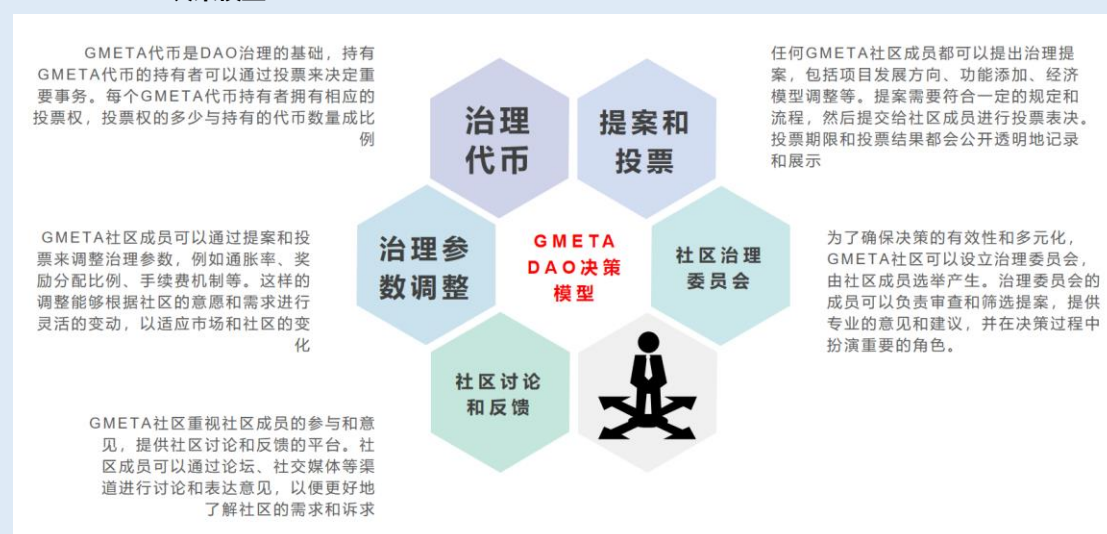 GMETA代币是DAO治理的基础，持有
GMETA代币的持有者可以通过投票来决定重
要事务。每个GMETA代币持有者拥有相应的
投票权，投票权的多少与持有的代币数量成比
例
治理
代币
提案和
投票
任何GMETA社区成员都可以提出治理提
案，包括项目发展方向、功能添加、经济
模型调整等。提案需要符合一定的规定和
流程，然后提交给社区成员进行投票表决。
投票期限和投票结果都会公开透明地记录
和展示
GMETA社区成员可以通过提案和投
票来调整治理参数，例如通胀率、奖
励分配比例、手续费机制等。这样的
调整能够根据社区的意愿和需求进行
灵活的变动，以适应市场和社区的变
化
治理参
数调整
GMETA
DAO决策
模型
社区治理
委员会
为了确保决策的有效性和多元化，
GMETA社区可以设立治理委员会，
由社区成员选举产生。治理委员会的
成员可以负责审查和筛选提案，提供
专业的意见和建议，并在决策过程中
扮演重要的角色。
社区讨论
和反馈
GMETA社区重视社区成员的参与和意
见，提供社区讨论和反馈的平台。社
区成员可以通过论坛、社交媒体等渠
道进行讨论和表达意见，以便更好地
了解社区的需求和诉求